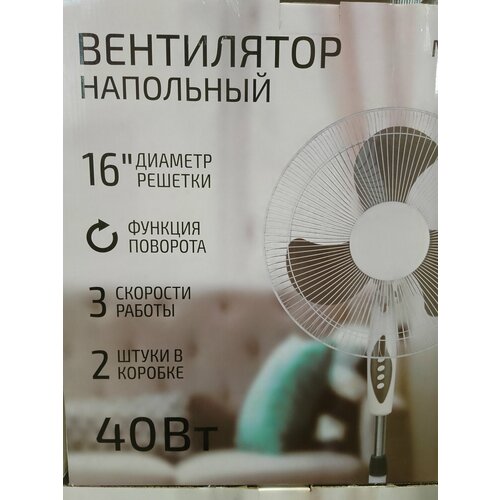 ВЕНТИЛЯТОР
НАПОЛЬНЫЙ
16" ДИАМЕТР
РЕШЕТКИ
ФУНКЦИЯ
ПОВОРОТА
3 СКОРОСТИ
РАБОТЫ
2 ШТУКИ В
КОРОБКЕ
40Вт